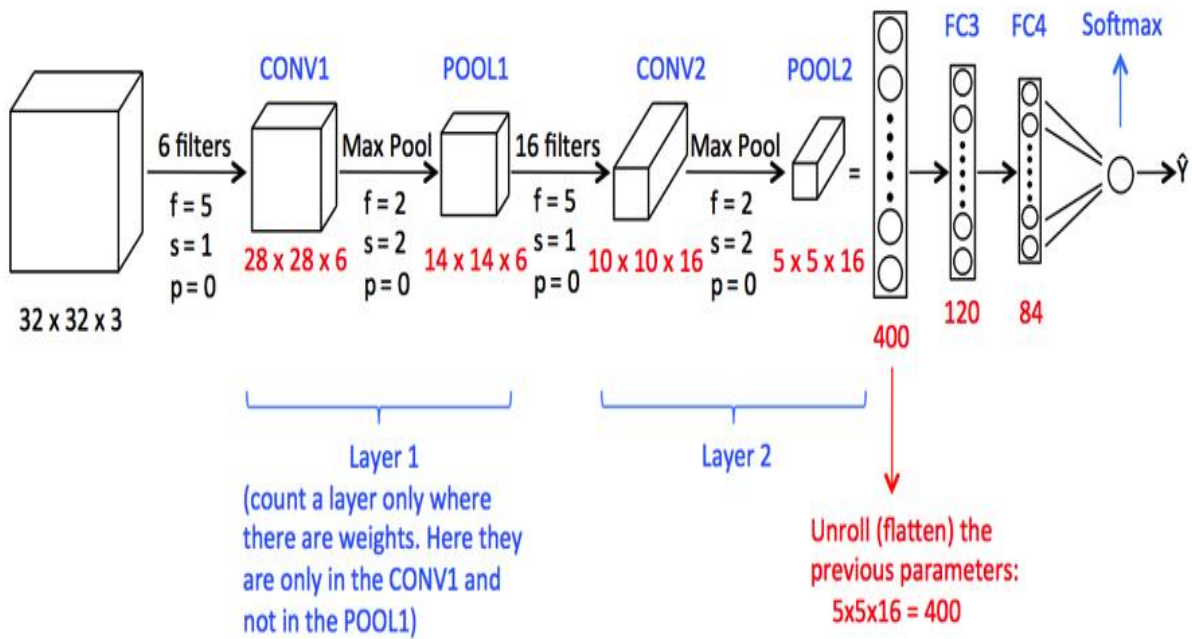 FC3
FC4
Softmax
CONV1
POOL1
CONV2
POOL2
6 filters
f = 5
s = 1
p = 0
Max Pool
f = 2
s = 2
p = 0
16 filters
f = 5
s = 1
p = 0
Max Pool
f = 2
s = 2
p = 0
=
Ŷ
32 x 32 x 3
28 x 28 x 6
14 x 14 x 6
10 x 10 x 16
5 x 5 x 16
400
120
84
Layer 1
(count a layer only where
there are weights. Here they
are only in the CONV1 and
not in the POOL1)
Layer 2
Unroll (flatten) the
previous parameters:
5x5x16 = 400